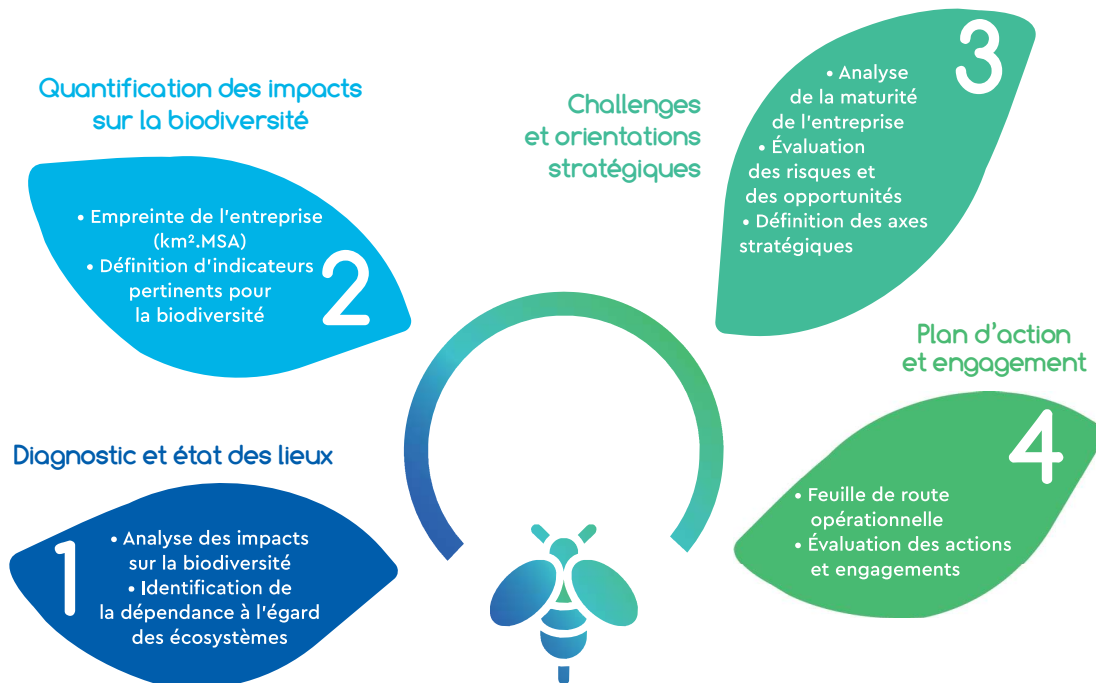 Diagnostic et état des lieux
1
• Analyse des impacts
sur la biodiversité
• Identification de
la dépendance à l'égard
des écosystèmes
Quantification des impacts
sur la biodiversité
2
• Empreinte de l'entreprise
(km².MSA)
• Définition d'indicateurs
pertinents pour
la biodiversité
Challenges
et orientations
stratégiques
3
• Analyse
de la maturité
de l'entreprise
• Évaluation
des risques et
des opportunités
• Définition des axes
stratégiques
Plan d'action
et engagement
4
• Feuille de route
opérationnelle
• Évaluation des actions
et engagements